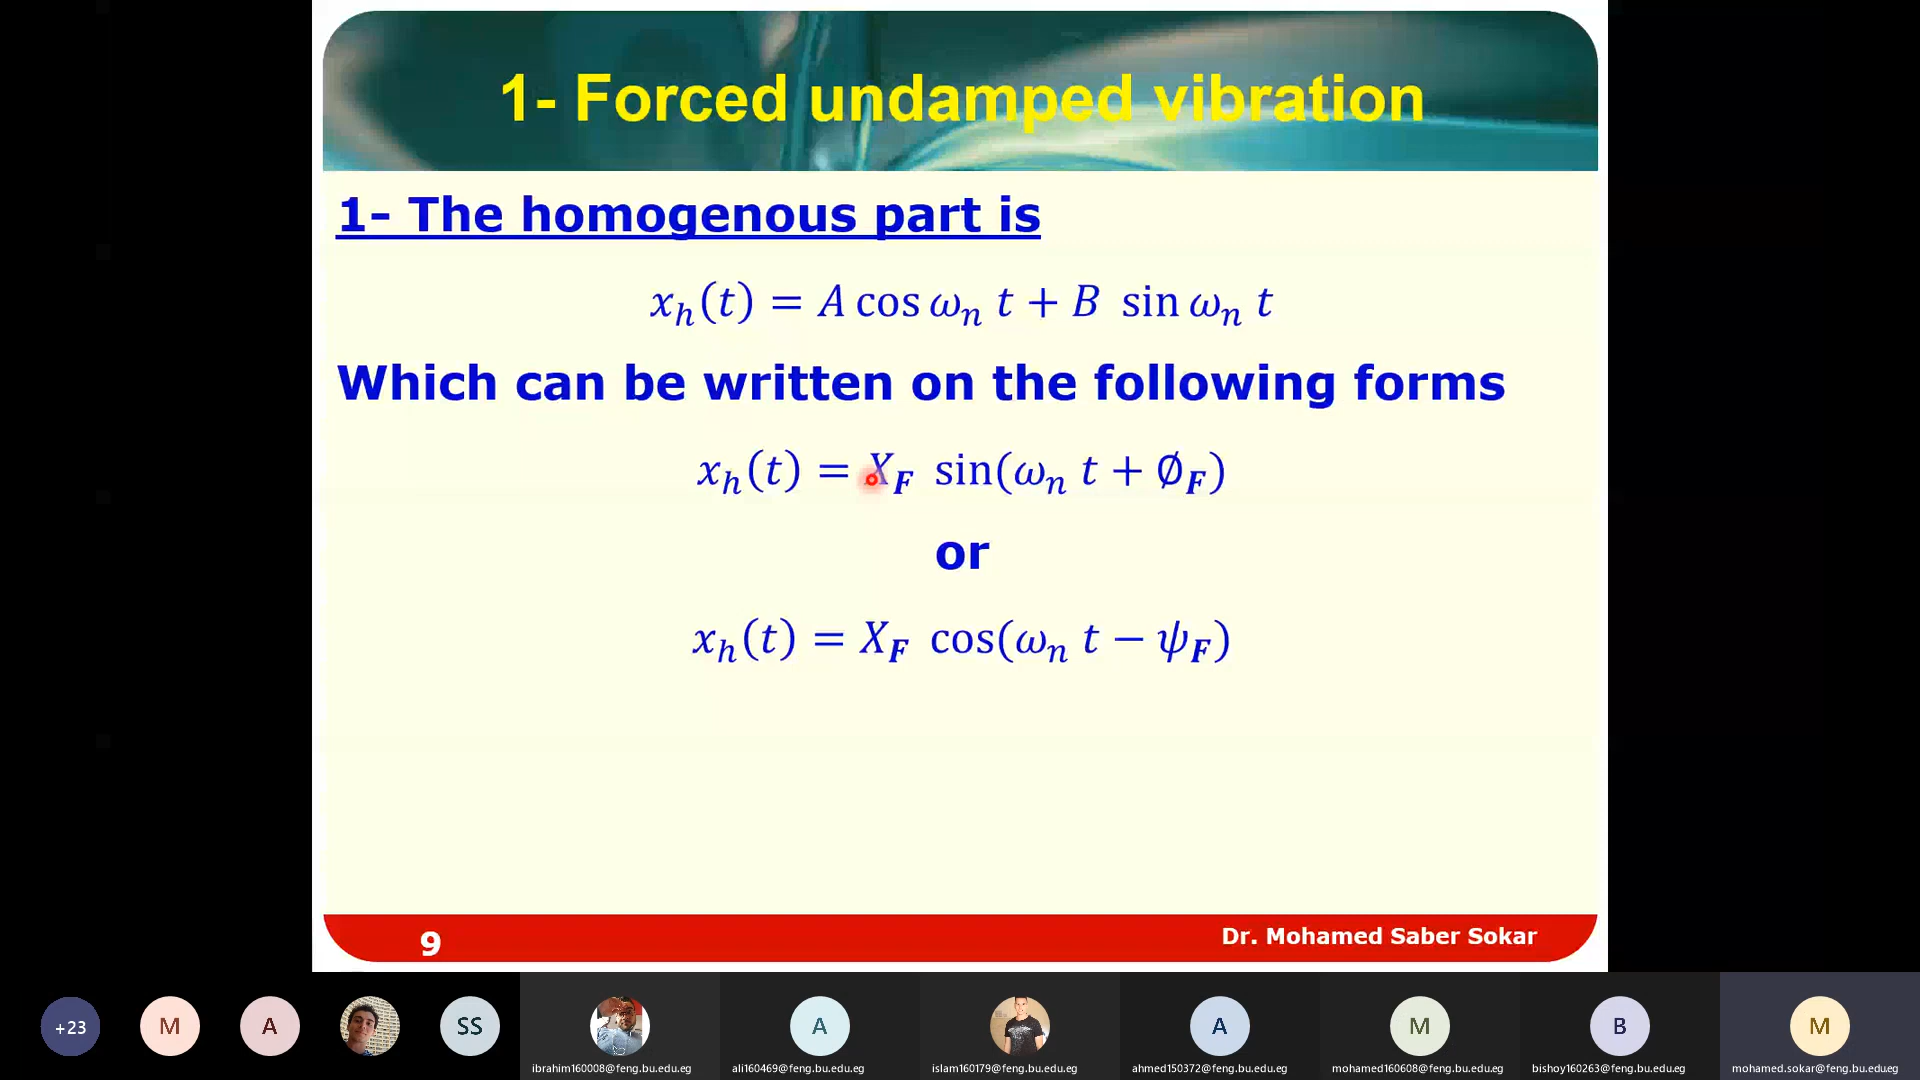 1- Forced undamped vibration
1- The homogenous part is
x_h(t) = A cos ω_n t + B sin ω_n t
Which can be written on the following forms
x_h(t) = X_F sin(ω_n t + ∅_F)
or
x_h(t) = X_F cos(ω_n t − ψ_F)
9
Dr. Mohamed Saber Sokar
+23
M
A
SS
A
A
M
B
M
ibrahim160008@feng.bu.edu.eg
ali160469@feng.bu.edu.eg
islam160179@feng.bu.edu.eg
ahmed150372@feng.bu.edu.eg
mohamed160608@feng.bu.edu.eg
bishoy160263@feng.bu.edu.eg
mohamed.sokar@feng.bu.edu.eg